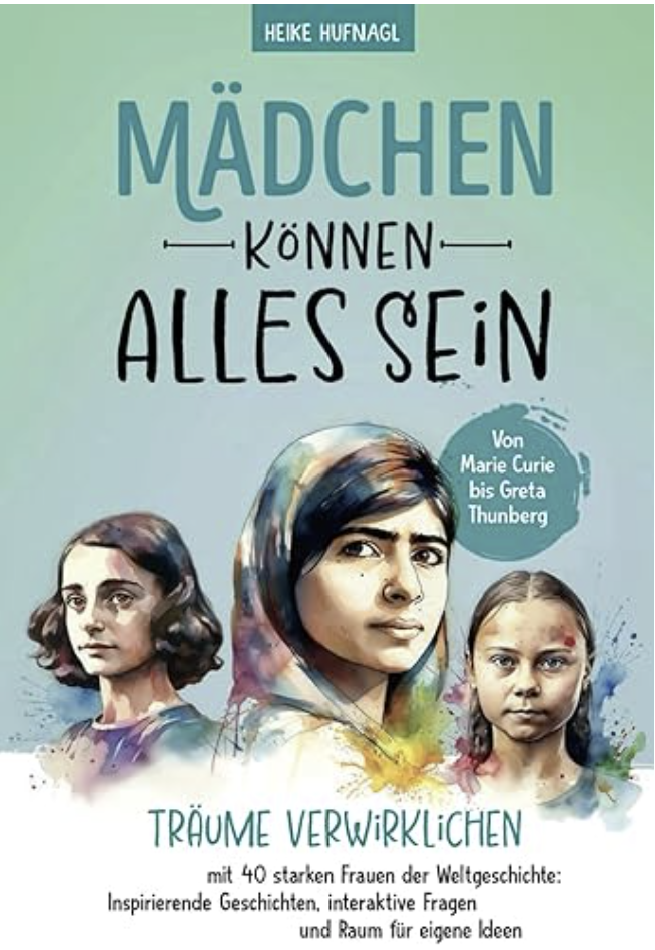 HEIKE HUFNAGL
MÄDCHEN
KÖNNEN
ALLES SEiN
Von
Marie Curie
bis Greta
Thunberg
TRÄUME VERWiRKLiCHEN
mit 40 starken Frauen der Weltgeschichte:
Inspirierende Geschichten, interaktive Fragen
und Raum für eigene Ideen